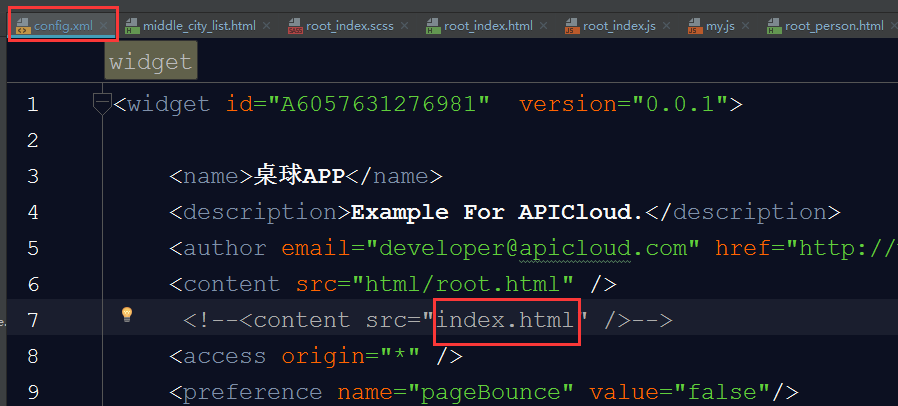 config.xml middle_city_list.html root_index.scss root_index.html root_index.js my.js root_person.html
widget
1 <widget id="A6057631276981"  version="0.0.1">
2
3 <name>桌球APP</name>
4 <description>Example For APICloud.</description>
5 <author email="developer@apicloud.com" href="http://
6 <content src="html/root.html" />
7 <!--<content src="index.html" />-->
8 <access origin="*" />
9 <preference name="pageBounce" value="false"/>